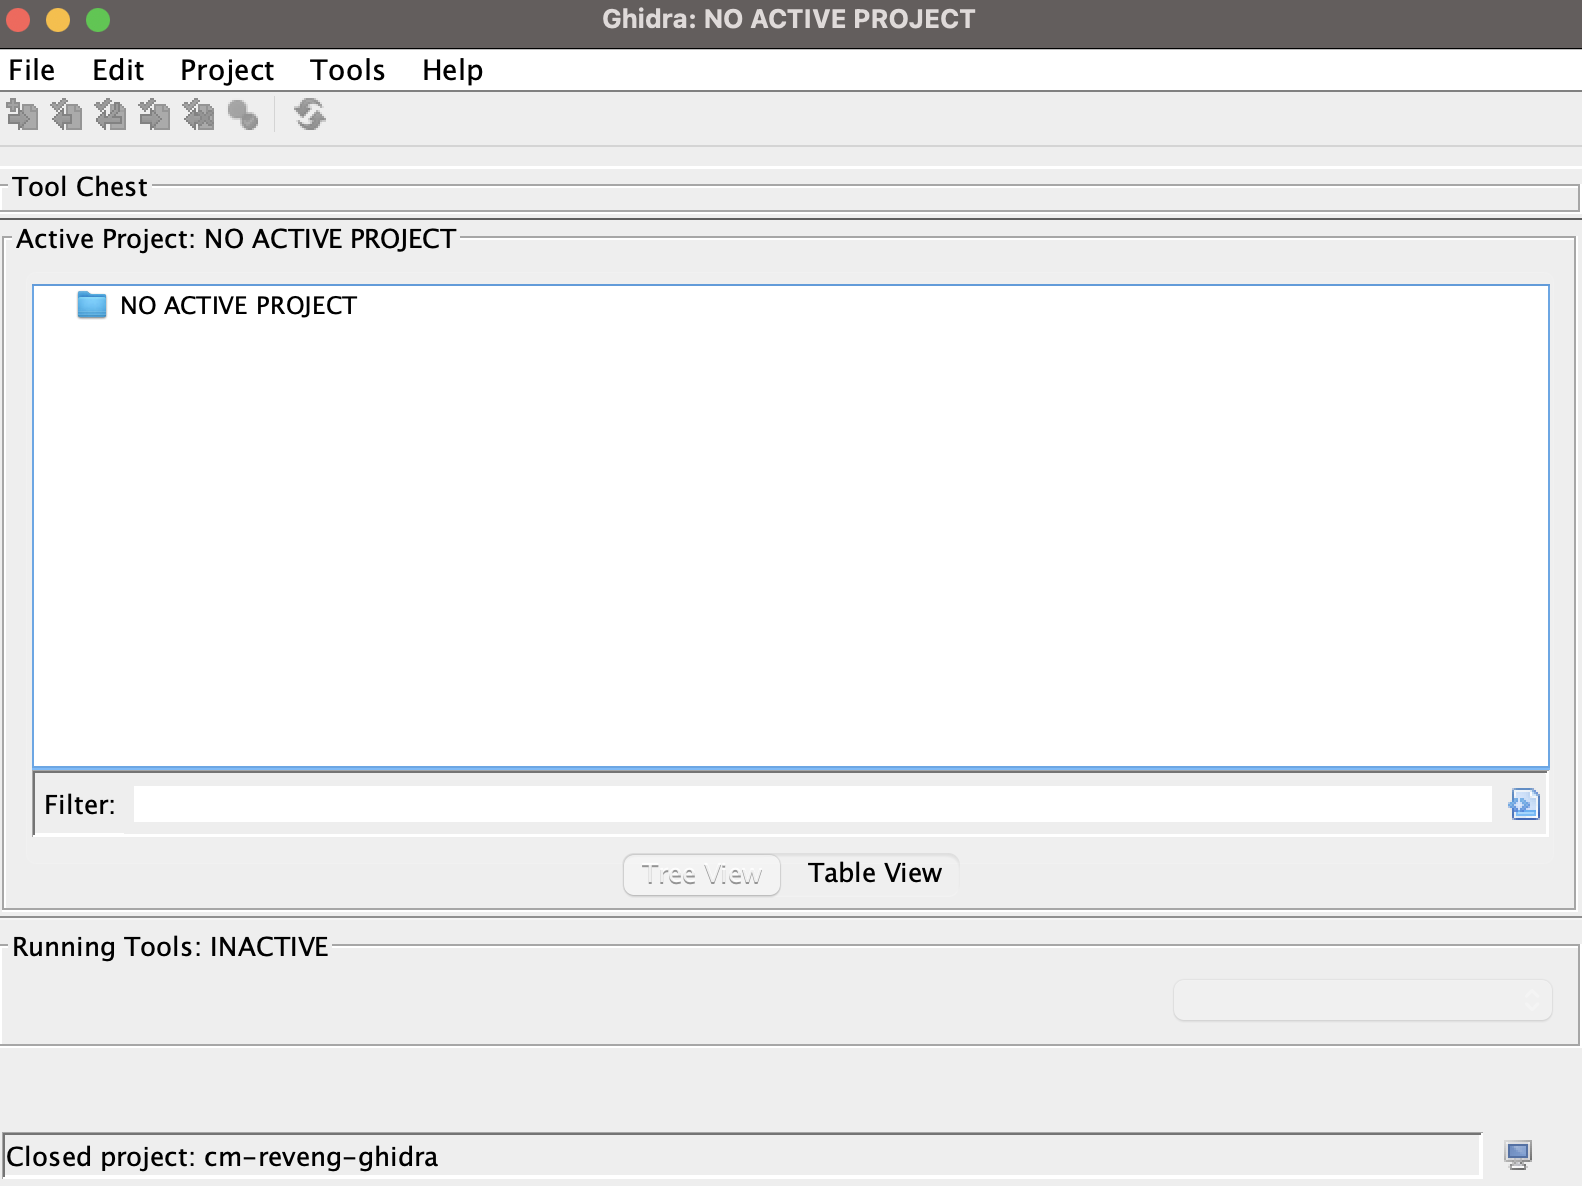 Ghidra: NO ACTIVE PROJECT
File Edit Project Tools Help
Tool Chest
Active Project: NO ACTIVE PROJECT
NO ACTIVE PROJECT
Filter:
Tree View Table View
Running Tools: INACTIVE
Closed project: cm-reveng-ghidra